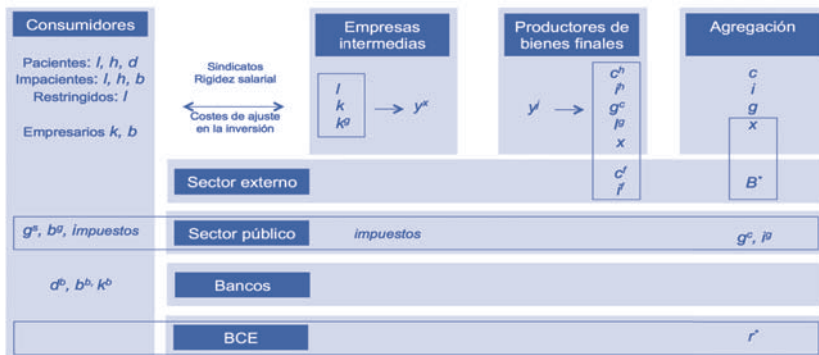 Consumidores
Pacientes: l, h, d
Impacientes: l, h, b
Restringidos: l
Empresarios k, b
Sindicatos
Rigidez salarial
Costes de ajuste
en la inversión
Empresas
intermedias
l
k
kᵍ
yˣ
Productores de
bienes finales
yʲ
cʰ
iʰ
gᶜ
Iᵍ
x
cᶠ
iᶠ
Agregación
c
i
g
x
B*
Sector externo
gˢ, bᵍ, impuestos
Sector público
impuestos
gᶜ, iᵍ
dᵇ, bᵇ, kᵇ
Bancos
BCE
r*